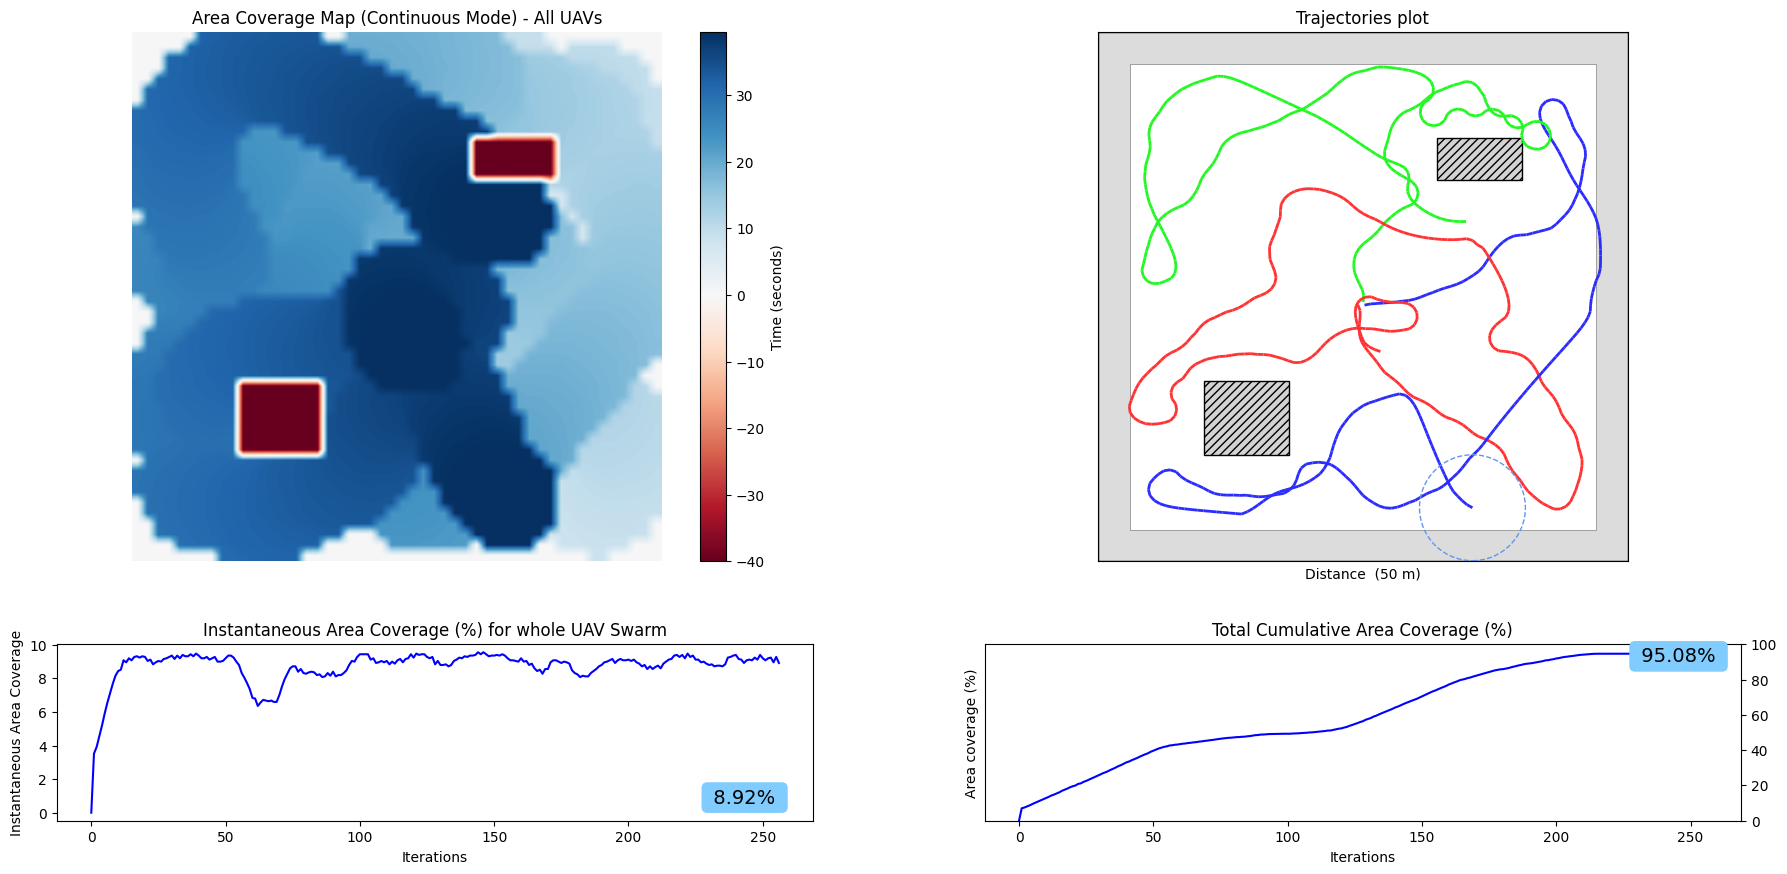 Area Coverage Map (Continuous Mode) - All UAVs
30
20
10
0
−10
−20
−30
−40
Time (seconds)
Trajectories plot
Distance  (50 m)
Instantaneous Area Coverage (%) for whole UAV Swarm
Instantaneous Area Coverage
10
8
6
4
2
0
8.92%
0 50 100 150 200 250
Iterations
Total Cumulative Area Coverage (%)
Area coverage (%)
95.08%
100
80
60
40
20
0
0 50 100 150 200 250
Iterations